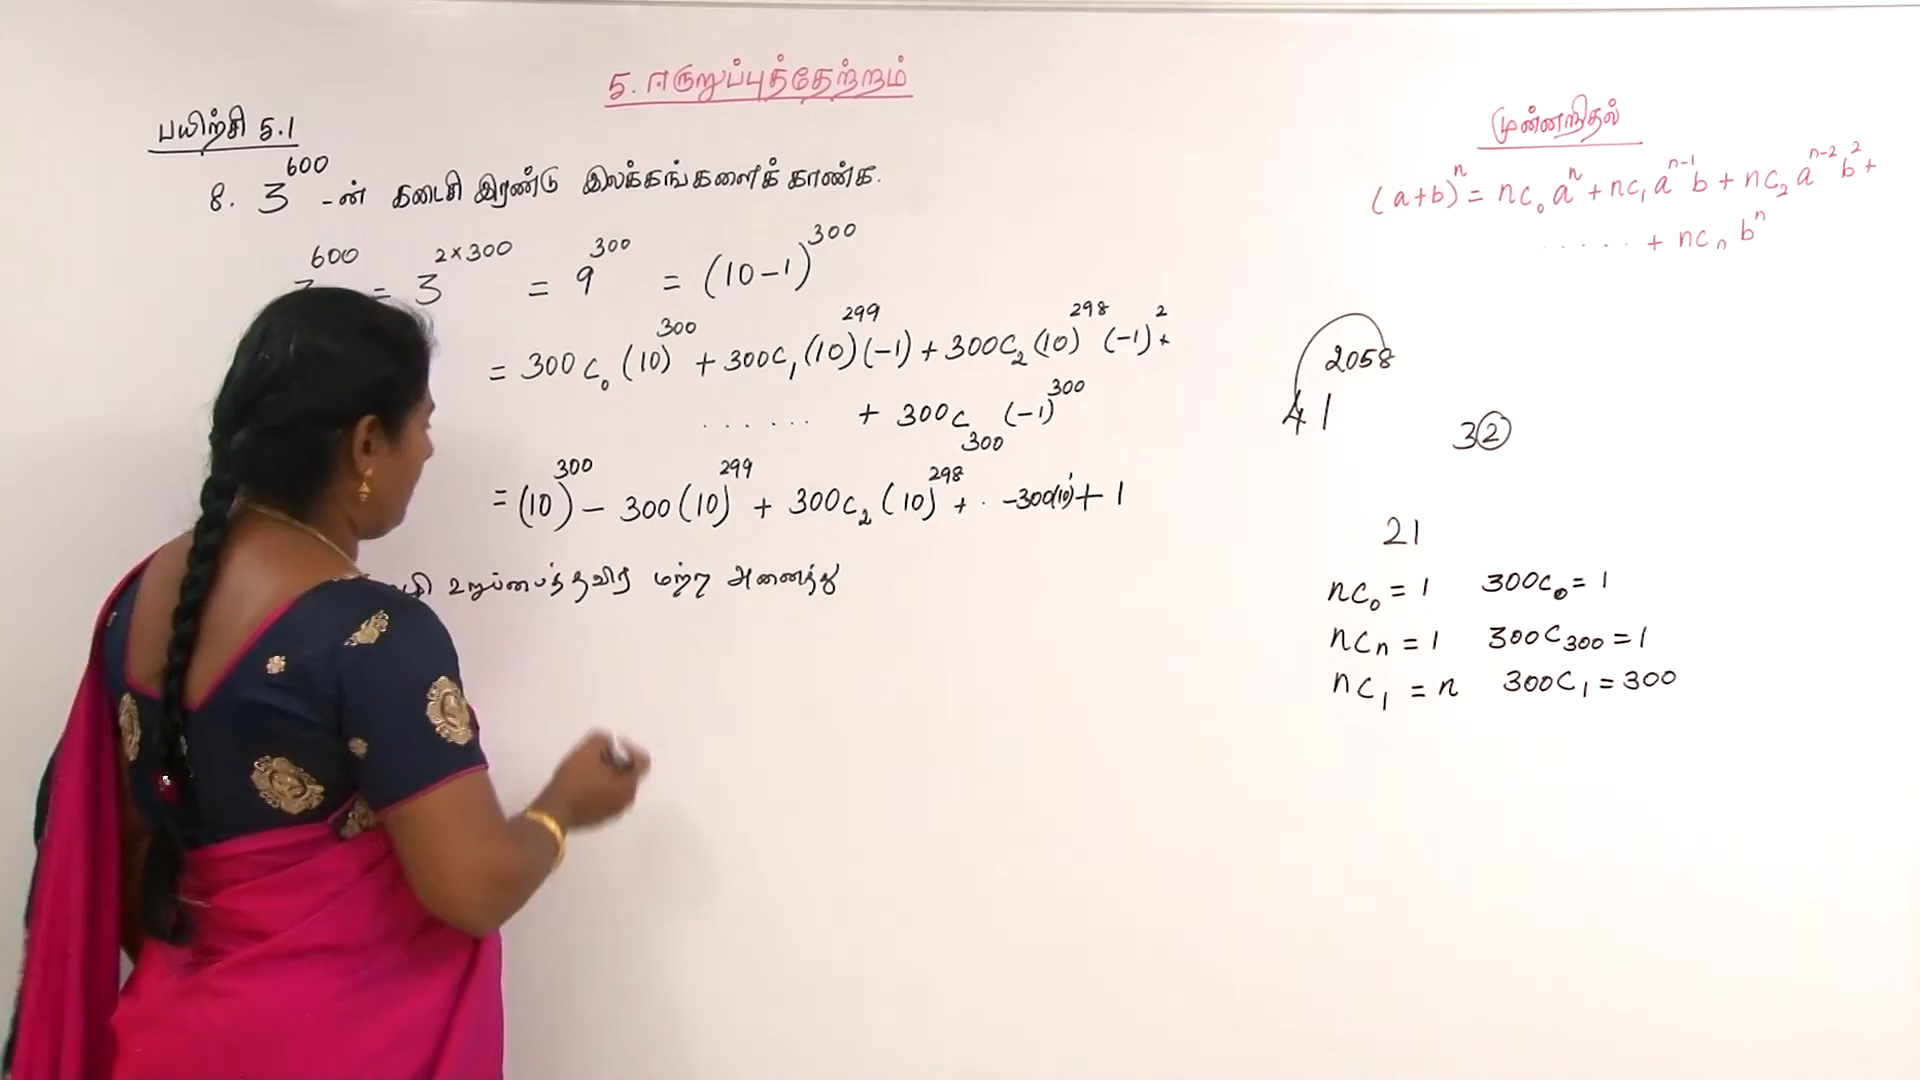 5. ஈருறுப்புத்தேற்றம்
பயிற்சி 5.1
8. 3^600 -ன் கடைசி இரண்டு இலக்கங்களைக் காண்க.
600 = 3^(2×300) = 9^300 = (10-1)^300
= 300C₀ (10)^300 + 300C₁ (10)^299 (-1) + 300C₂ (10)^298 (-1)^2 +
...... + 300C₃₀₀ (-1)^300
= (10)^300 - 300 (10)^299 + 300C₂ (10)^298 + .. -300(10)^1 + 1
உறுப்பைத்தவிர மற்ற அனைத்து
முன்னறிதல்
(a+b)^n = nC₀ a^n + nC₁ a^(n-1) b + nC₂ a^(n-2) b^2 +
..... + nCₙ b^n
2058
41
32
21
nC₀ = 1 300C₀ = 1
nCₙ = 1 300C₃₀₀ = 1
nC₁ = n 300C₁ = 300